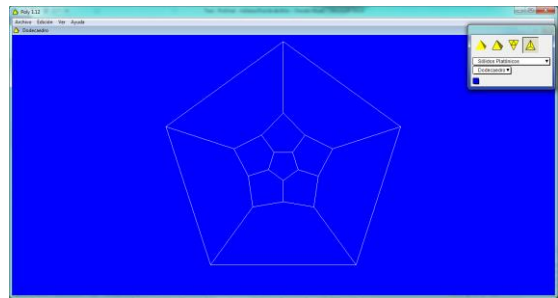 Poly 1.12
Archivo Edición Ver Ayuda
Dodecaedro
Sólidos Platónicos
Dodecaedro